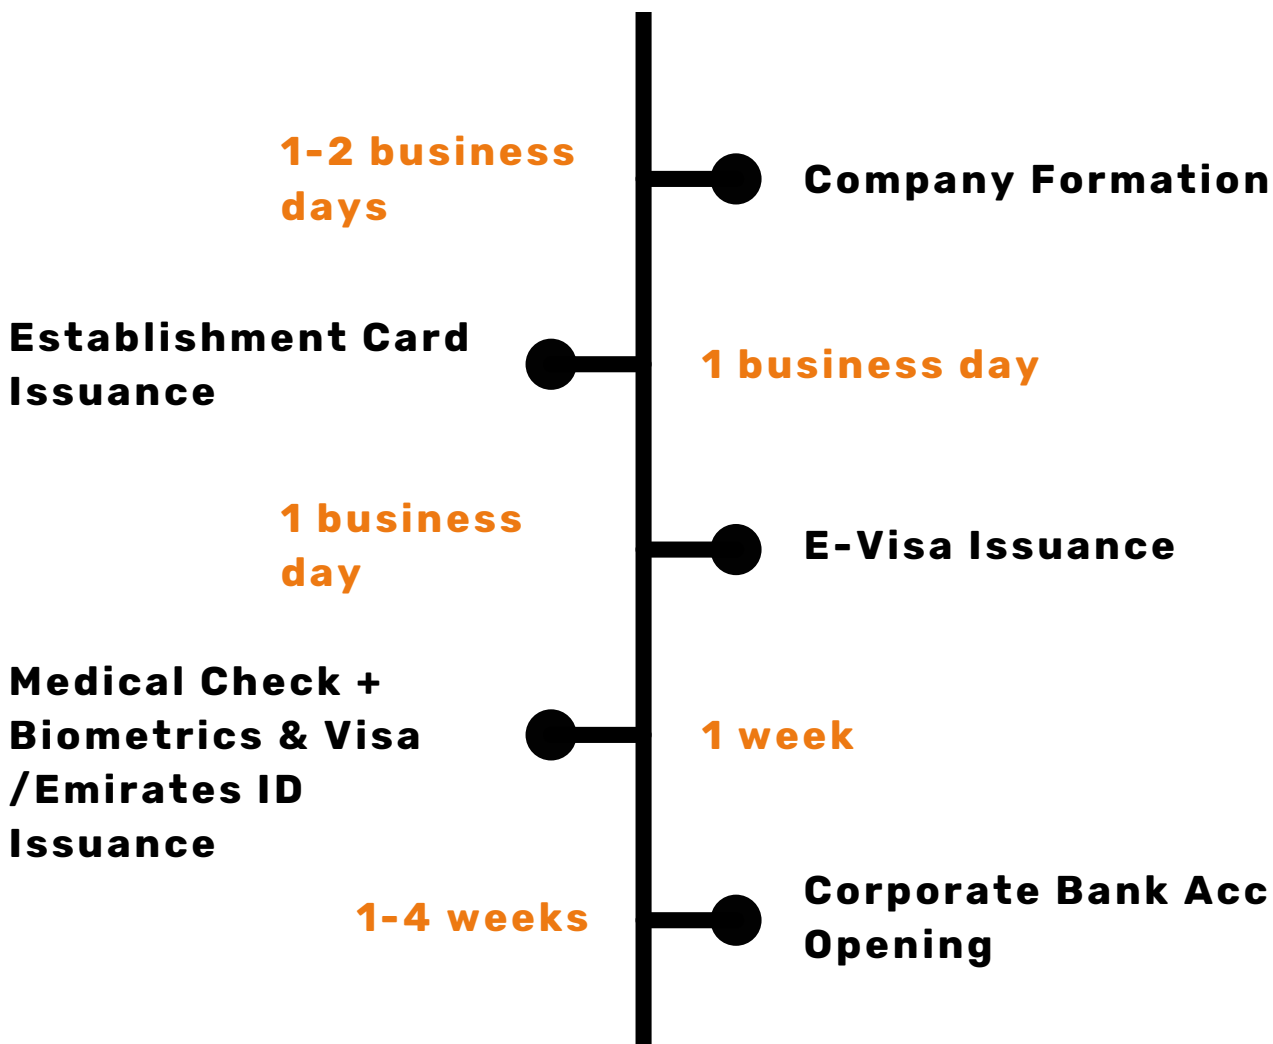 1-2 business
days
Company Formation
Establishment Card
Issuance
1 business day
1 business
day
E-Visa Issuance
Medical Check +
Biometrics & Visa
/Emirates ID
Issuance
1 week
1-4 weeks
Corporate Bank Acc
Opening